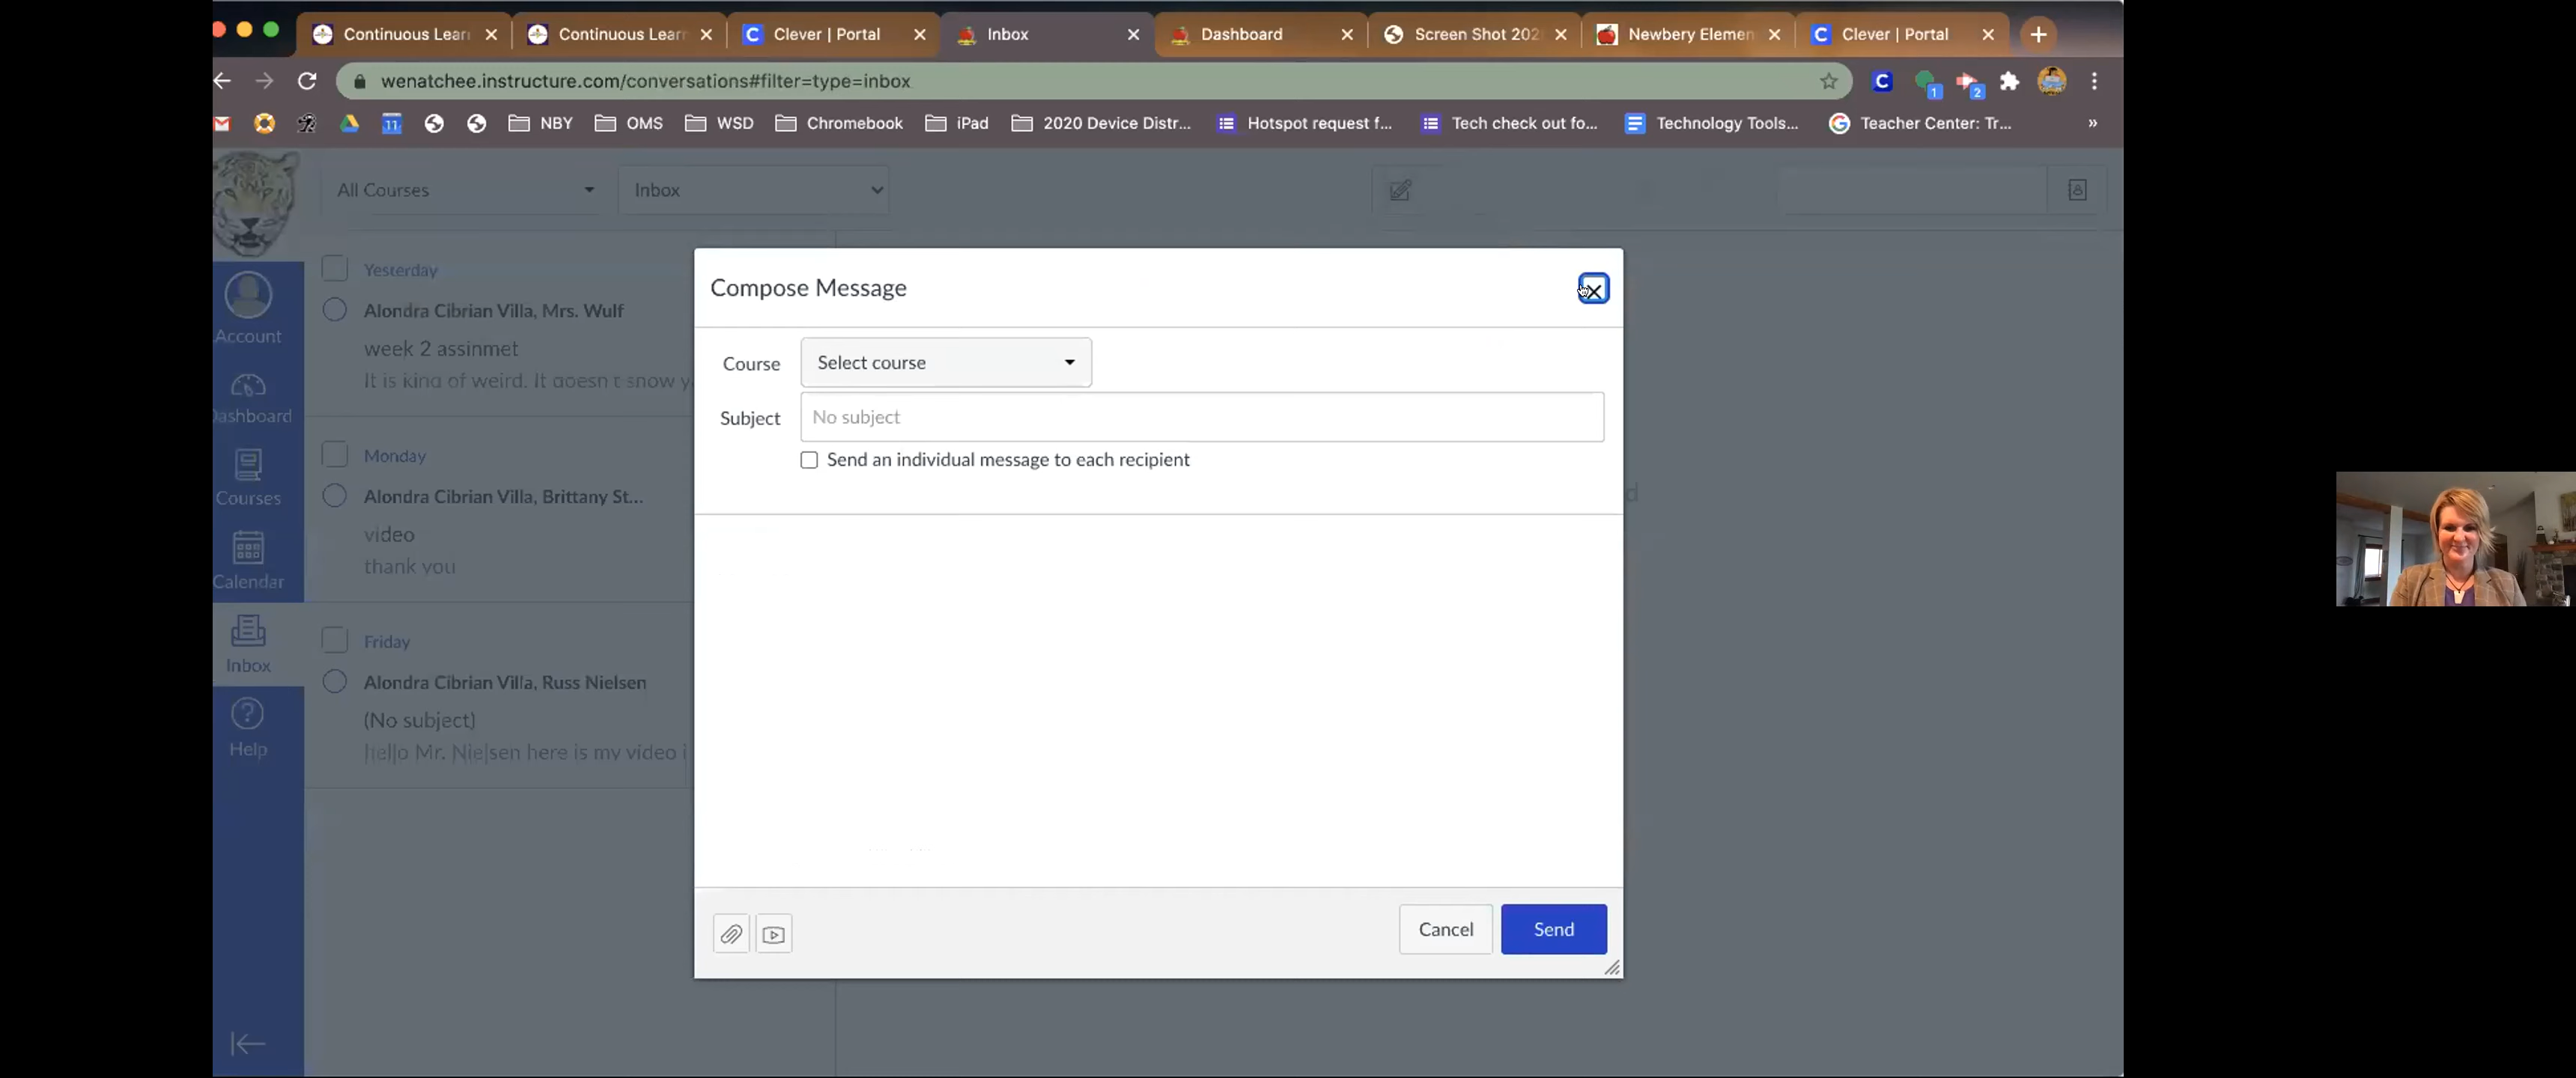 Continuous Lear
Continuous Learn
Clever | Portal
Inbox
Dashboard
Screen Shot 202
Newbery Elemen
Clever | Portal
wenatchee.instructure.com/conversations#filter=type=inbox
1
2
11
NBY
OMS
WSD
Chromebook
iPad
2020 Device Distr...
Hotspot request f...
Tech check out fo...
Technology Tools...
Teacher Center: Tr...
»
All Courses
Inbox
Account
Dashboard
Courses
Calendar
Inbox
Help
Yesterday
Alondra Cibrian Villa, Mrs. Wulf
week 2 assinmet
It is kind of weird. It doesn't snow y
Monday
Alondra Cibrian Villa, Brittany St...
video
thank you
Friday
Alondra Cibrian Villa, Russ Nielsen
(No subject)
Hello Mr. Nielsen here is my video i
Compose Message
Course
Select course
Subject
No subject
Send an individual message to each recipient
Cancel
Send